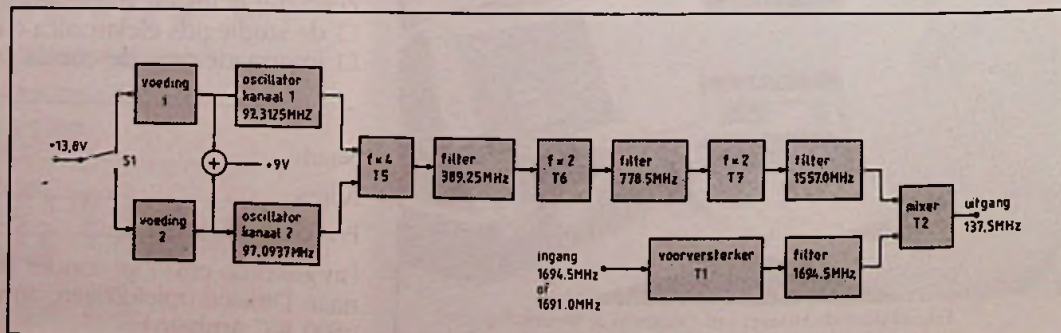 voeding
1
oscillator
kanaal 1
92.3125MHZ
+13,8V
S1
+
+9V
voeding
2
oscillator
kanaal 2
97.0937MHz
f×4
T5
filter
389.25MHz
f×2
T6
filter
778.5MHz
f×2
T7
filter
1557.0MHz
mixer
T2
uitgang
137,5MHz
ingang
1694.5MHz
of
1691.0MHz
voorversterker
T1
filter
1694.5MHz